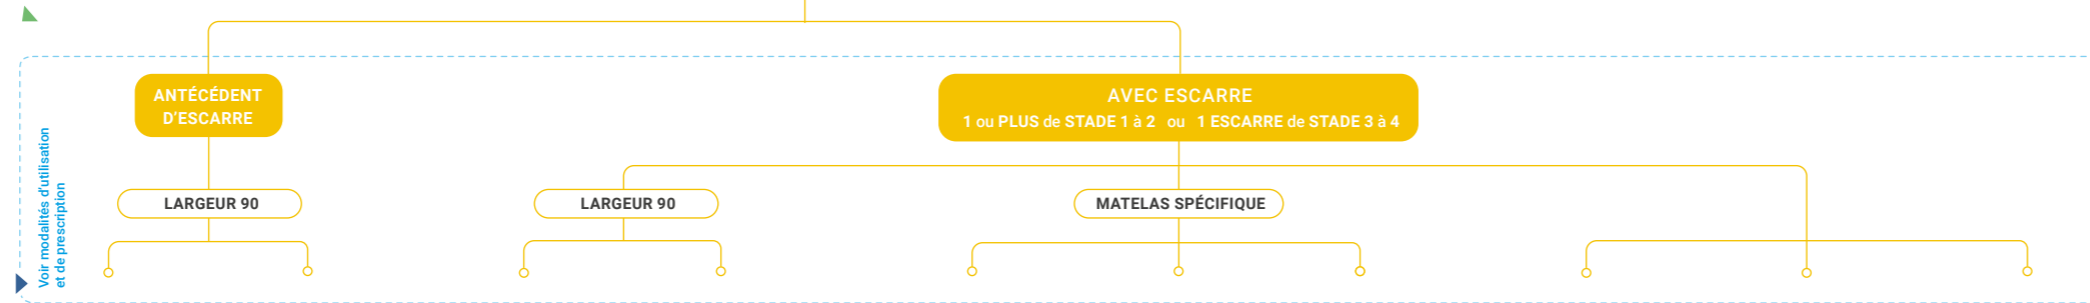 ANTÉCÉDENT
D'ESCARRE
AVEC ESCARRE
1 ou PLUS de STADE 1 à 2 ou 1 ESCARRE de STADE 3 à 4
Voir modalités d'utilisation
et de prescription
LARGEUR 90
LARGEUR 90
MATELAS SPÉCIFIQUE